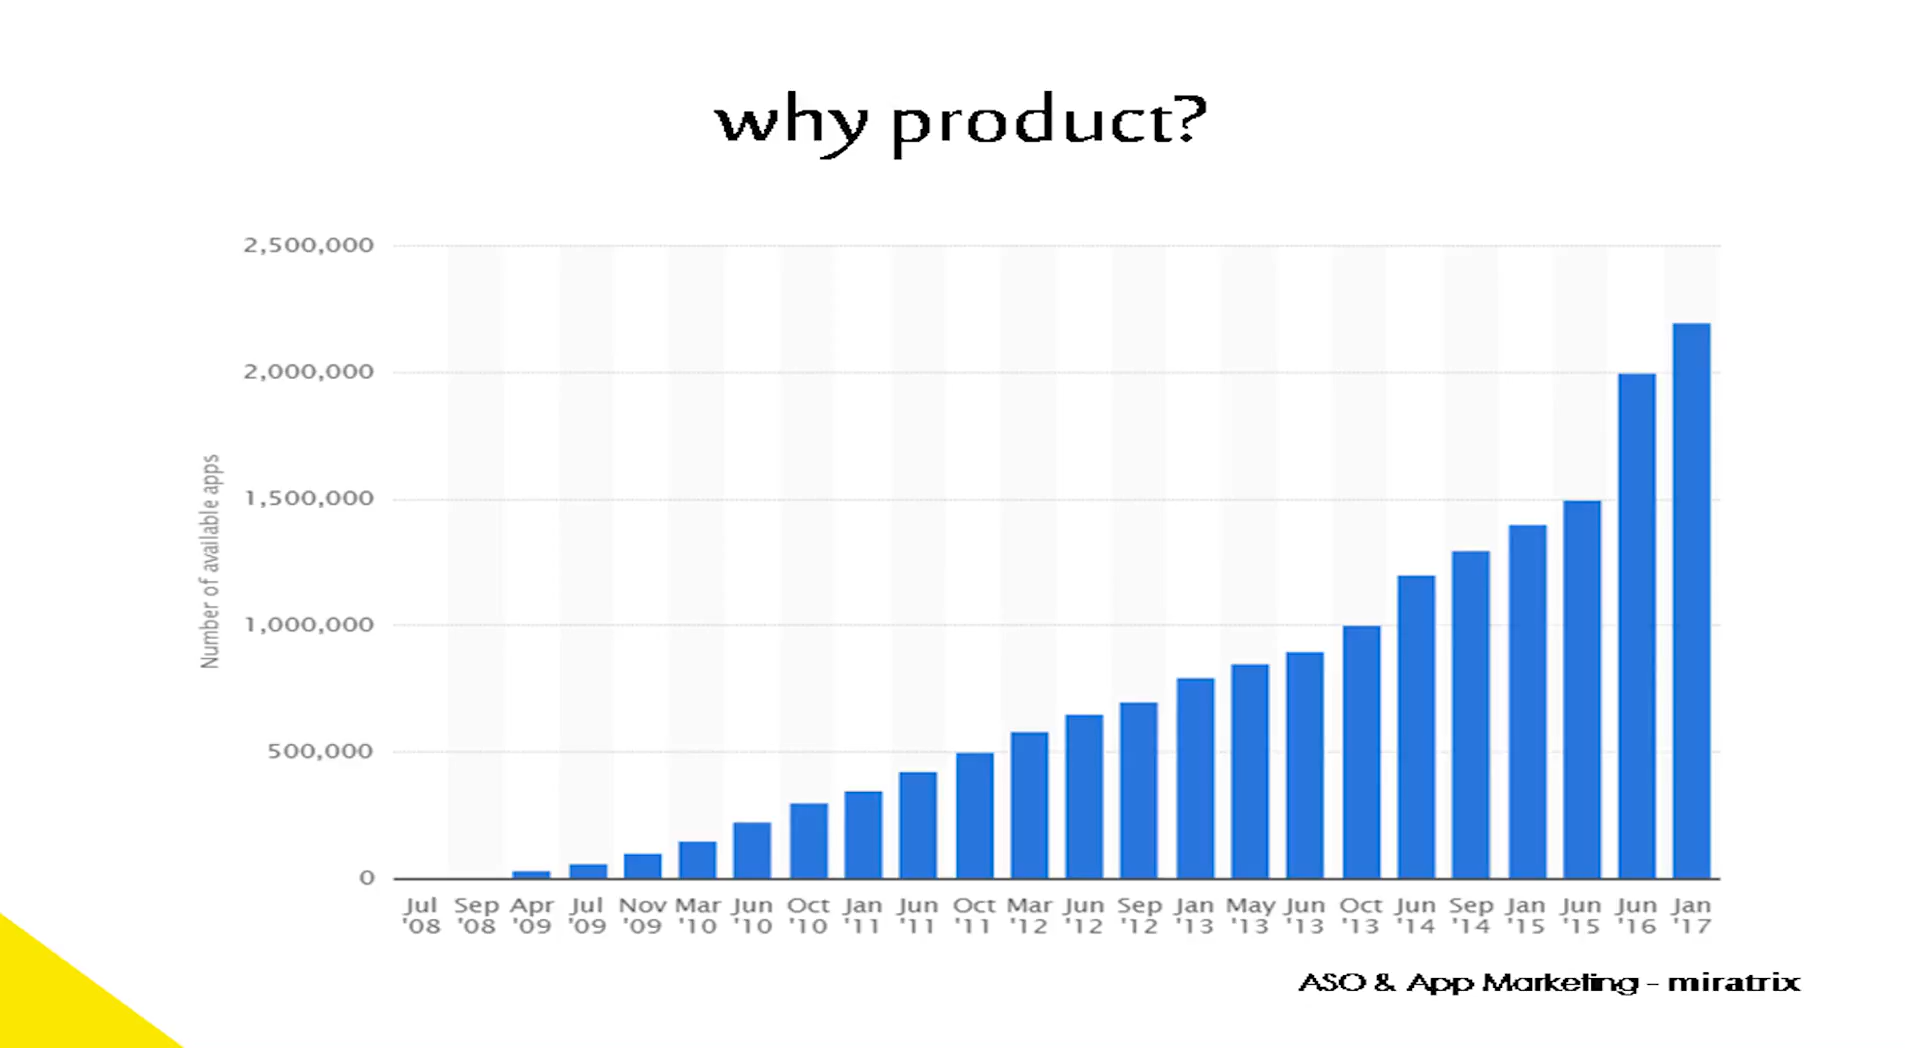 why product?
2,500,000
2,000,000
1,500,000
1,000,000
500,000
0
Number of available apps
Jul '08
Sep '08
Apr '09
Jul '09
Nov '09
Mar '10
Jun '10
Oct '10
Jan '11
Jun '11
Oct '11
Mar '12
Jun '12
Sep '12
Jan '13
May '13
Jun '13
Oct '13
Jun '14
Sep '14
Jan '15
Jun '15
Jun '16
Jan '17
ASO & App Marketing - miratrix